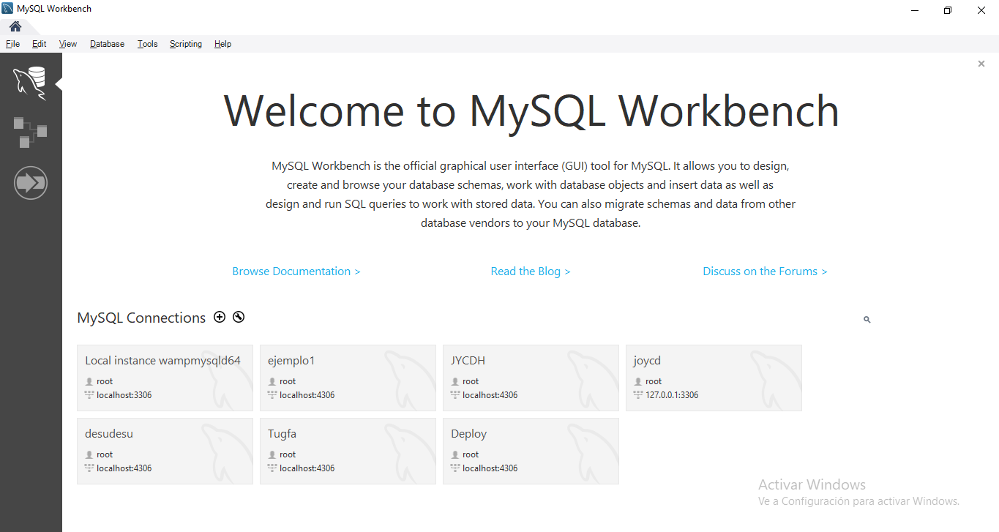 MySQL Workbench
File Edit View Database Tools Scripting Help
Welcome to MySQL Workbench
MySQL Workbench is the official graphical user interface (GUI) tool for MySQL. It allows you to design,
create and browse your database schemas, work with database objects and insert data as well as
design and run SQL queries to work with stored data. You can also migrate schemas and data from other
database vendors to your MySQL database.
Browse Documentation > Read the Blog > Discuss on the Forums >
MySQL Connections
Local instance wampmysqld64
root
localhost:3306
ejemplo1
root
localhost:4306
JYCDH
root
localhost:4306
joycd
root
127.0.0.1:3306
desudesu
root
localhost:4306
Tugfa
root
localhost:4306
Deploy
root
localhost:4306
Activar Windows
Ve a Configuración para activar Windows.